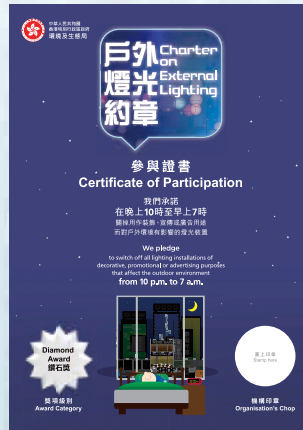 中華人民共和國
香港特別行政區政府
環境及生態局
戶外 Charter
on
燈光 External
Lighting
約章
參與證書
Certificate of Participation
我們承諾
在晚上10時至早上7時
關掉用作裝飾、宣傳或廣告用途
而對戶外環境有影響的燈光裝置
We pledge
to switch off all lighting installations of
decorative, promotional or advertising purposes
that affect the outdoor environment
from 10 p.m. to 7 a.m.
Diamond
Award
鑽石獎
獎項級別
Award Category
蓋上印章
Stamp here
機構印章
Organisation's Chop